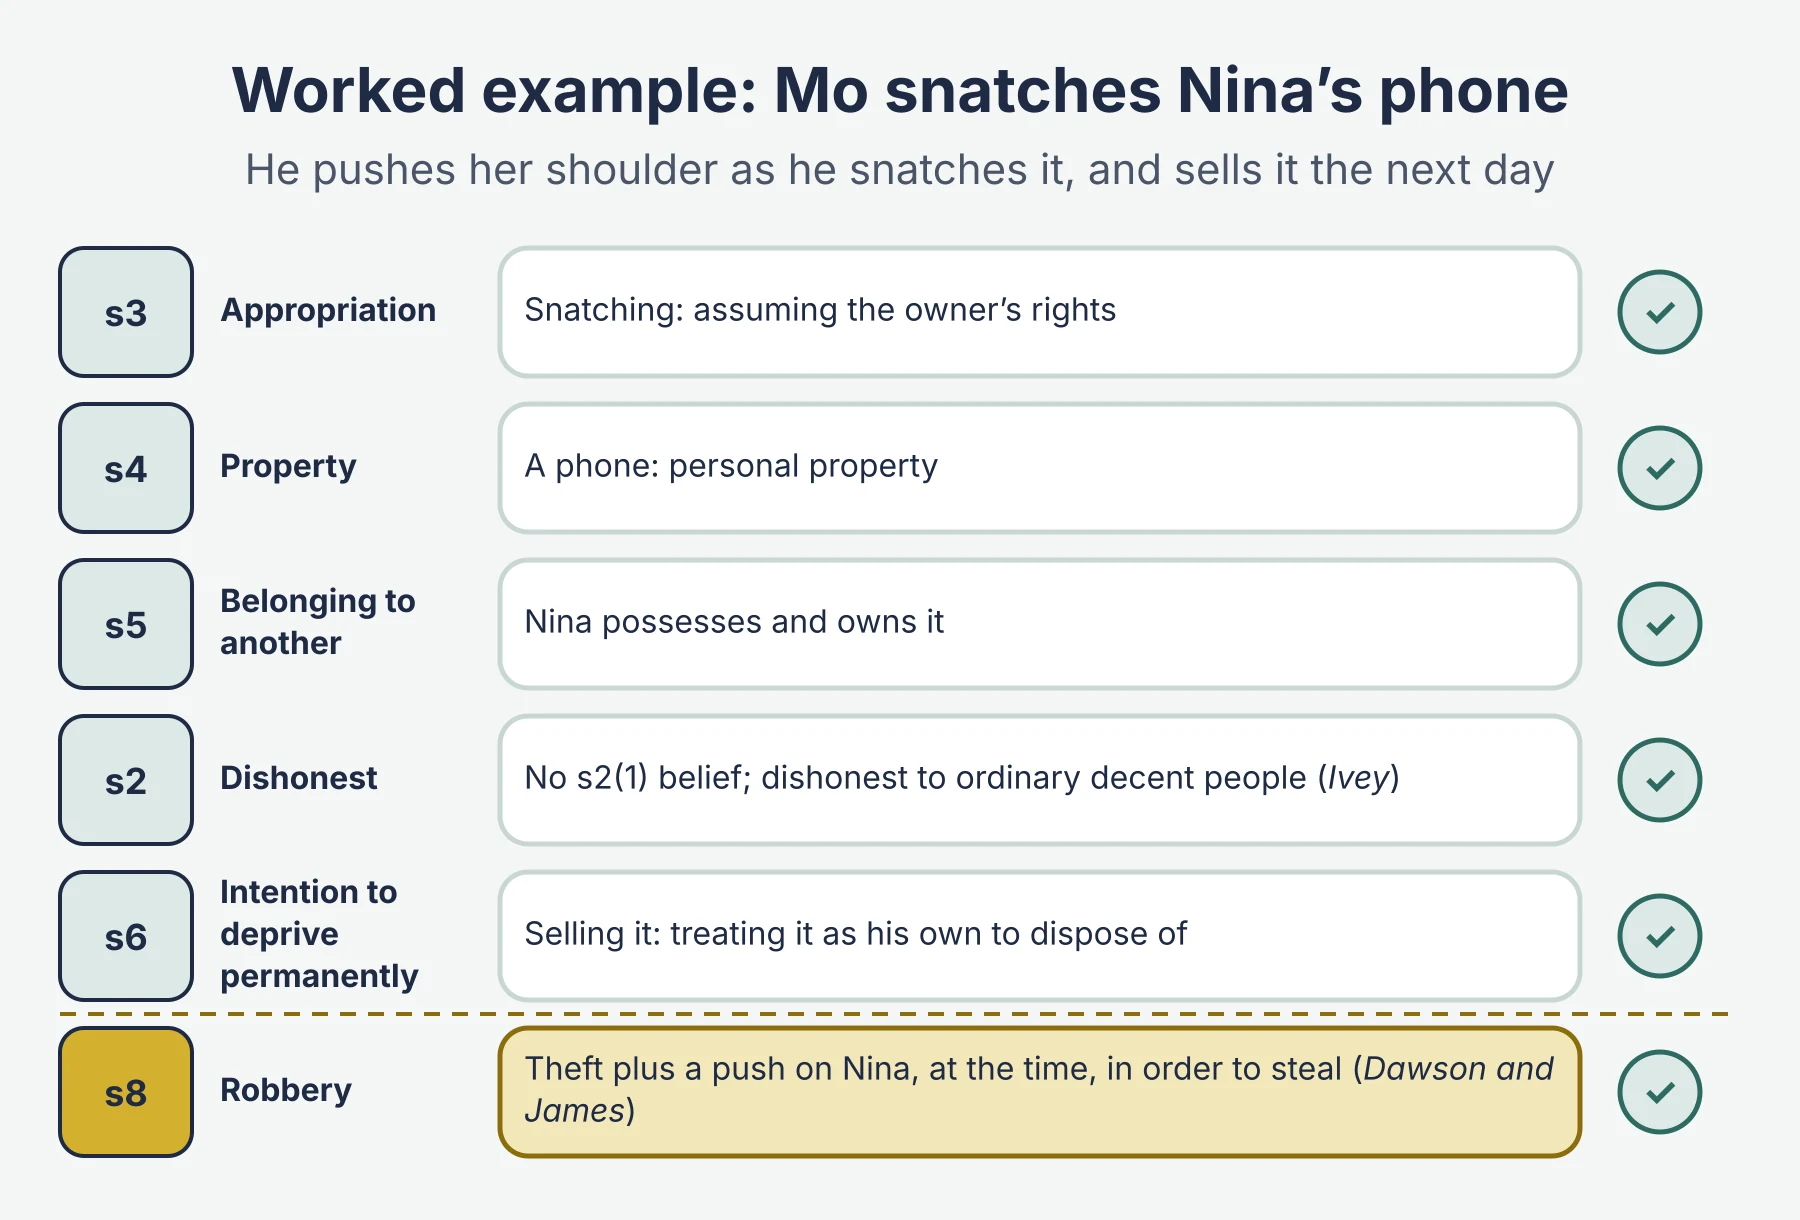 Worked example: Mo snatches Nina’s phone
He pushes her shoulder as he snatches it, and sells it the next day
s3
Appropriation
Snatching: assuming the owner’s rights
s4
Property
A phone: personal property
s5
Belonging to
another
Nina possesses and owns it
s2
Dishonest
No s2(1) belief; dishonest to ordinary decent people (Ivey)
s6
Intention to
deprive
permanently
Selling it: treating it as his own to dispose of
s8
Robbery
Theft plus a push on Nina, at the time, in order to steal (Dawson and
James)